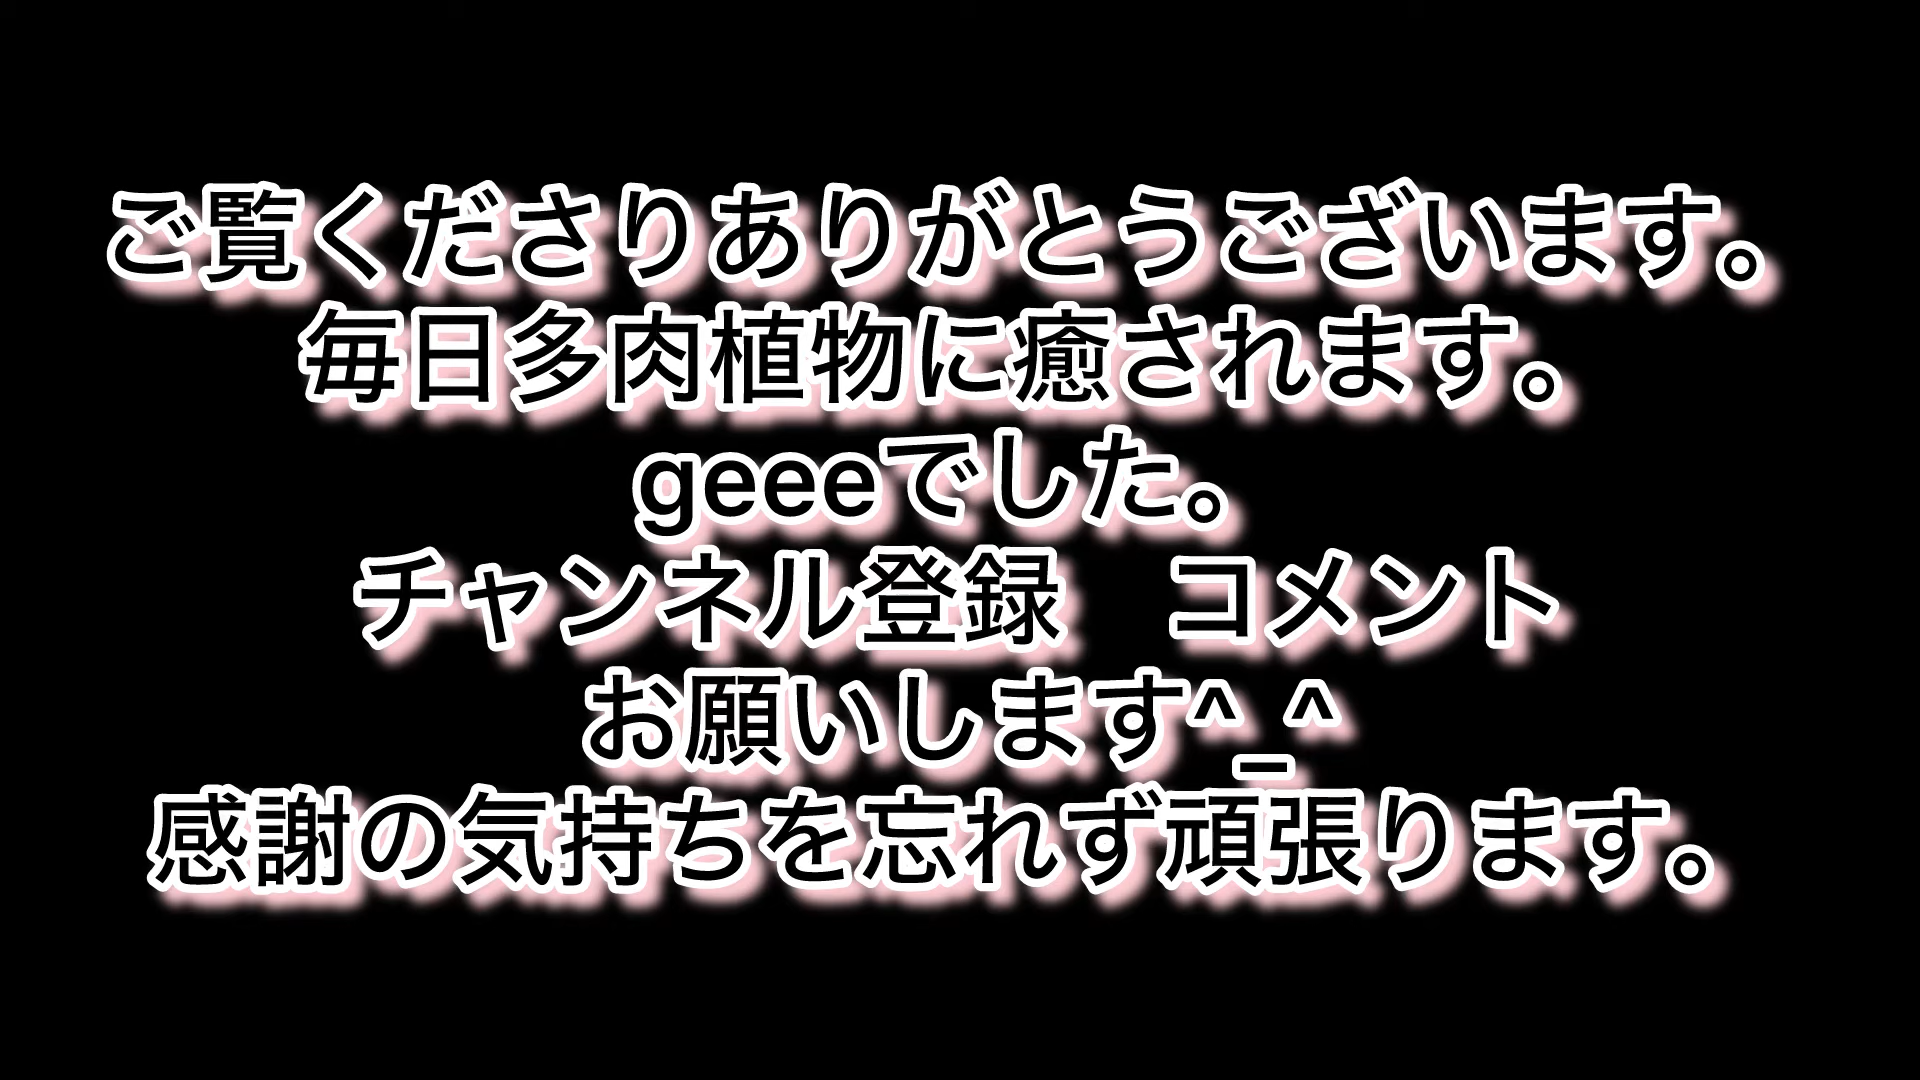 ご覧くださりありがとうございます。
毎日多肉植物に癒されます。
geeeでした。
チャンネル登録　コメント
お願いします^_^
感謝の気持ちを忘れず頑張ります。